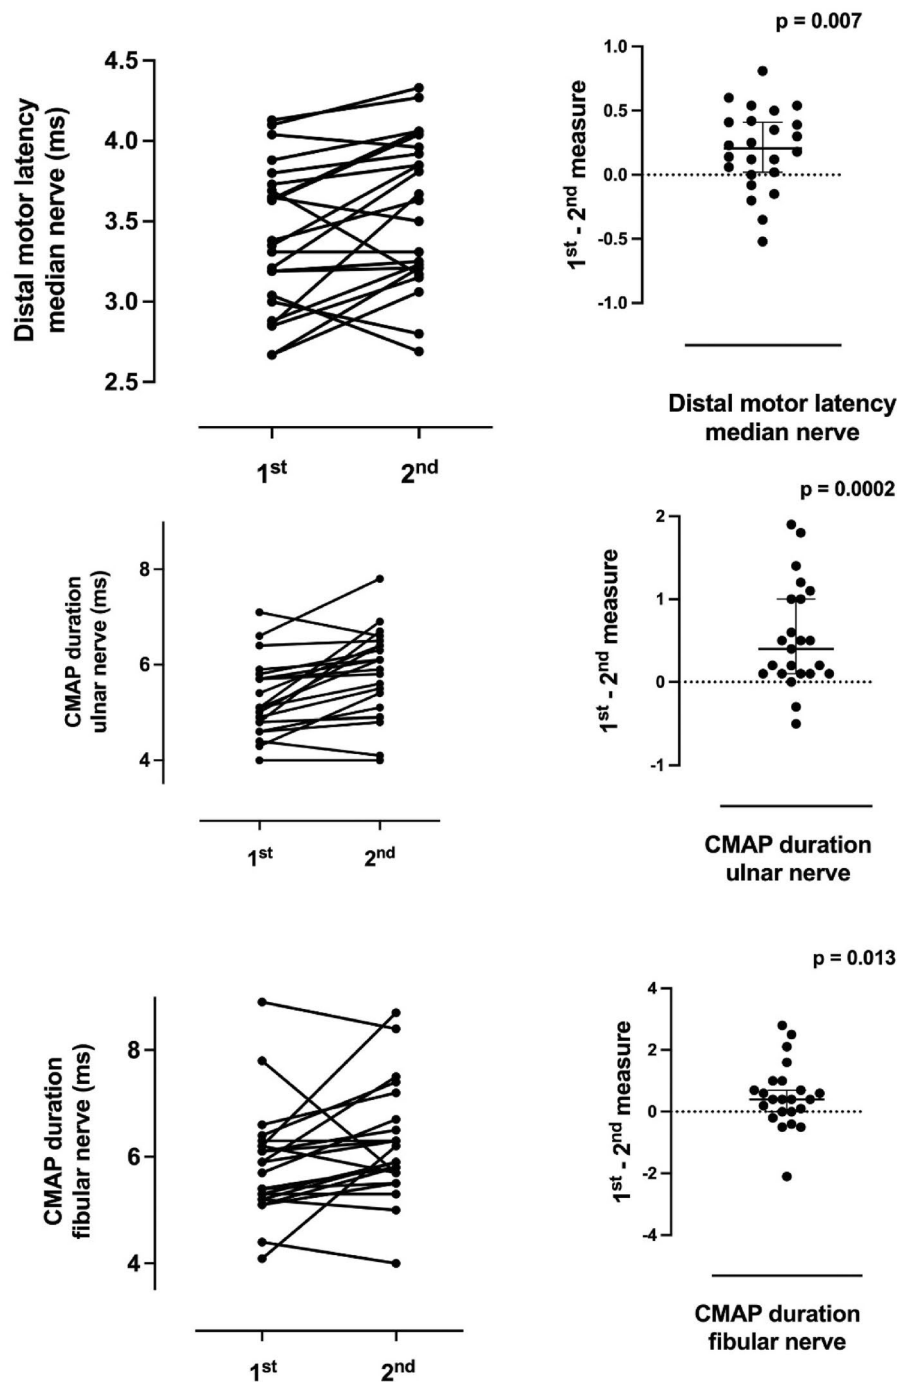 p = 0.007
Distal motor latency
median nerve (ms)
4.5
4.0
3.5
3.0
2.5
1st
2nd
1st - 2nd measure
1.0
0.5
0.0
-0.5
-1.0
Distal motor latency
median nerve
p = 0.0002
CMAP duration
ulnar nerve (ms)
8
6
4
1st
2nd
1st - 2nd measure
2
1
0
-1
CMAP duration
ulnar nerve
p = 0.013
CMAP duration
fibular nerve (ms)
8
6
4
1st
2nd
1st - 2nd measure
4
2
0
-2
-4
CMAP duration
fibular nerve